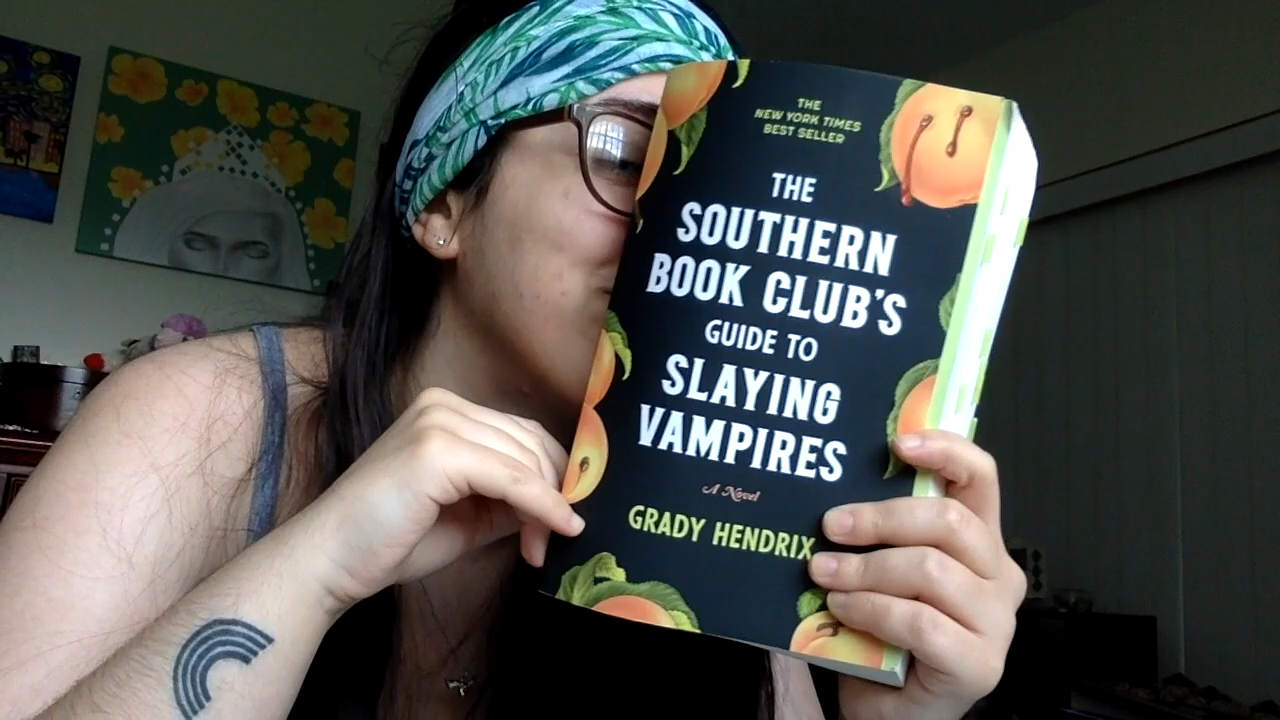 THE
NEW YORK TIMES
BEST SELLER
THE
SOUTHERN
BOOK CLUB'S
GUIDE TO
SLAYING
VAMPIRES
A Novel
GRADY HENDRIX